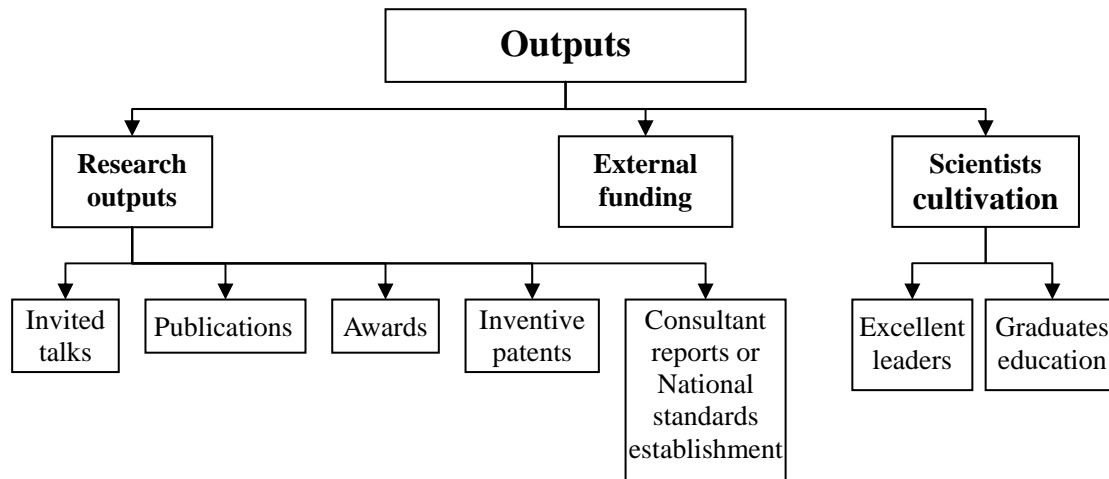 Outputs
Research
outputs
External
funding
Scientists
cultivation
Invited
talks
Publications
Awards
Inventive
patents
Consultant
reports or
National
standards
establishment
Excellent
leaders
Graduates
education